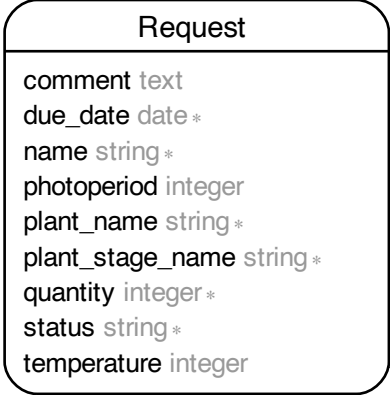 Request
comment text
due_date date *
name string *
photoperiod integer
plant_name string *
plant_stage_name string *
quantity integer *
status string *
temperature integer